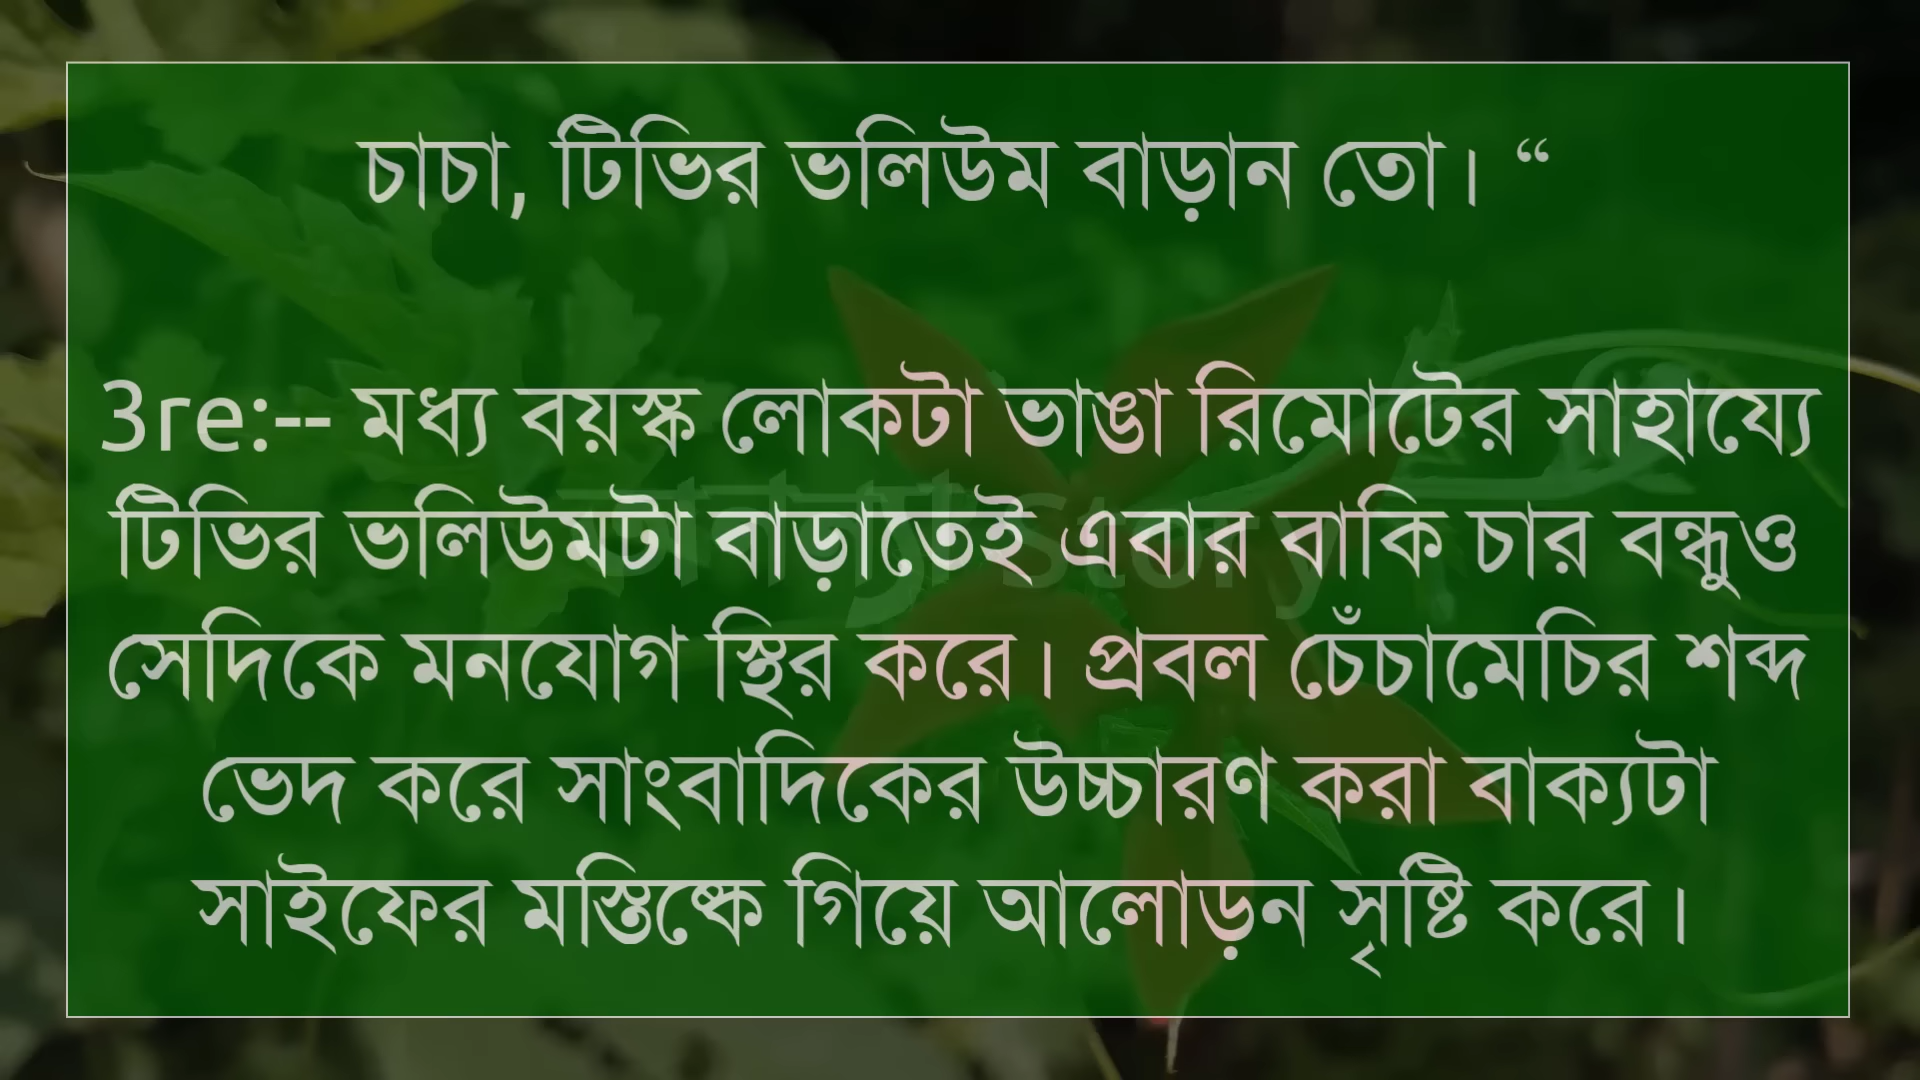 চাচা, টিভির ভলিউম বাড়ান তো। “
3re:-- মধ্য বয়স্ক লোকটা ভাঙা রিমোটের সাহায্যে
টিভির ভলিউমটা বাড়াতেই এবার বাকি চার বন্ধুও
সেদিকে মনযোগ স্থির করে। প্রবল চেঁচামেচির শব্দ
ভেদ করে সাংবাদিকের উচ্চারণ করা বাক্যটা
সাইফের মস্তিষ্কে গিয়ে আলোড়ন সৃষ্টি করে।
Story